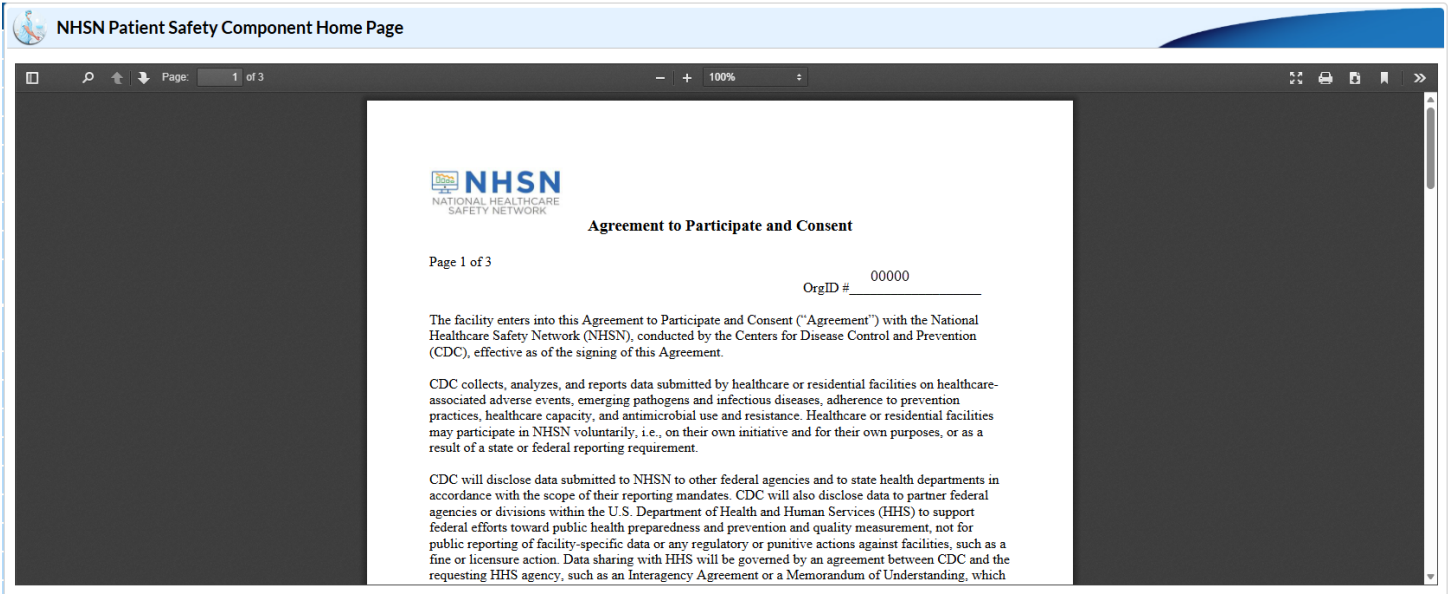 NHSN Patient Safety Component Home Page
Page: 1 of 3
100%
NHSN
NATIONAL HEALTHCARE
SAFETY NETWORK
Agreement to Participate and Consent
Page 1 of 3
00000
OrgID #____________________
The facility enters into this Agreement to Participate and Consent (“Agreement”) with the National
Healthcare Safety Network (NHSN), conducted by the Centers for Disease Control and Prevention
(CDC), effective as of the signing of this Agreement.
CDC collects, analyzes, and reports data submitted by healthcare or residential facilities on healthcare-
associated adverse events, emerging pathogens and infectious diseases, adherence to prevention
practices, healthcare capacity, and antimicrobial use and resistance. Healthcare or residential facilities
may participate in NHSN voluntarily, i.e., on their own initiative and for their own purposes, or as a
result of a state or federal reporting requirement.
CDC will disclose data submitted to NHSN to other federal agencies and to state health departments in
accordance with the scope of their reporting mandates. CDC will also disclose data to partner federal
agencies or divisions within the U.S. Department of Health and Human Services (HHS) to support
federal efforts toward public health preparedness and prevention and quality measurement, not for
public reporting of facility-specific data or any regulatory or punitive actions against facilities, such as a
fine or licensure action. Data sharing with HHS will be governed by an agreement between CDC and the
requesting HHS agency, such as an Interagency Agreement or a Memorandum of Understanding, which